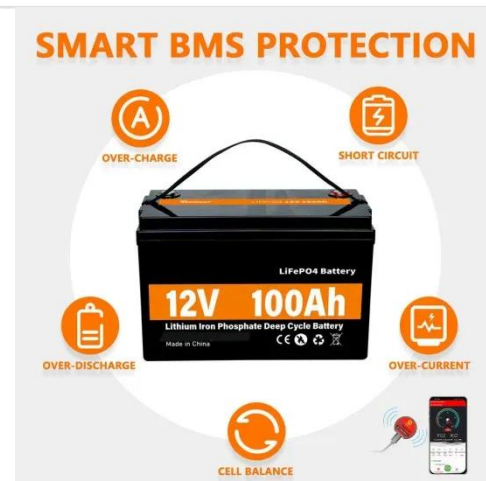 SMART BMS PROTECTION
OVER-CHARGE
SHORT CIRCUIT
LiFePO4 Battery
12V 100Ah
Lithium Iron Phosphate Deep Cycle Battery
Made in China
CE
OVER-DISCHARGE
OVER-CURRENT
CELL BALANCE